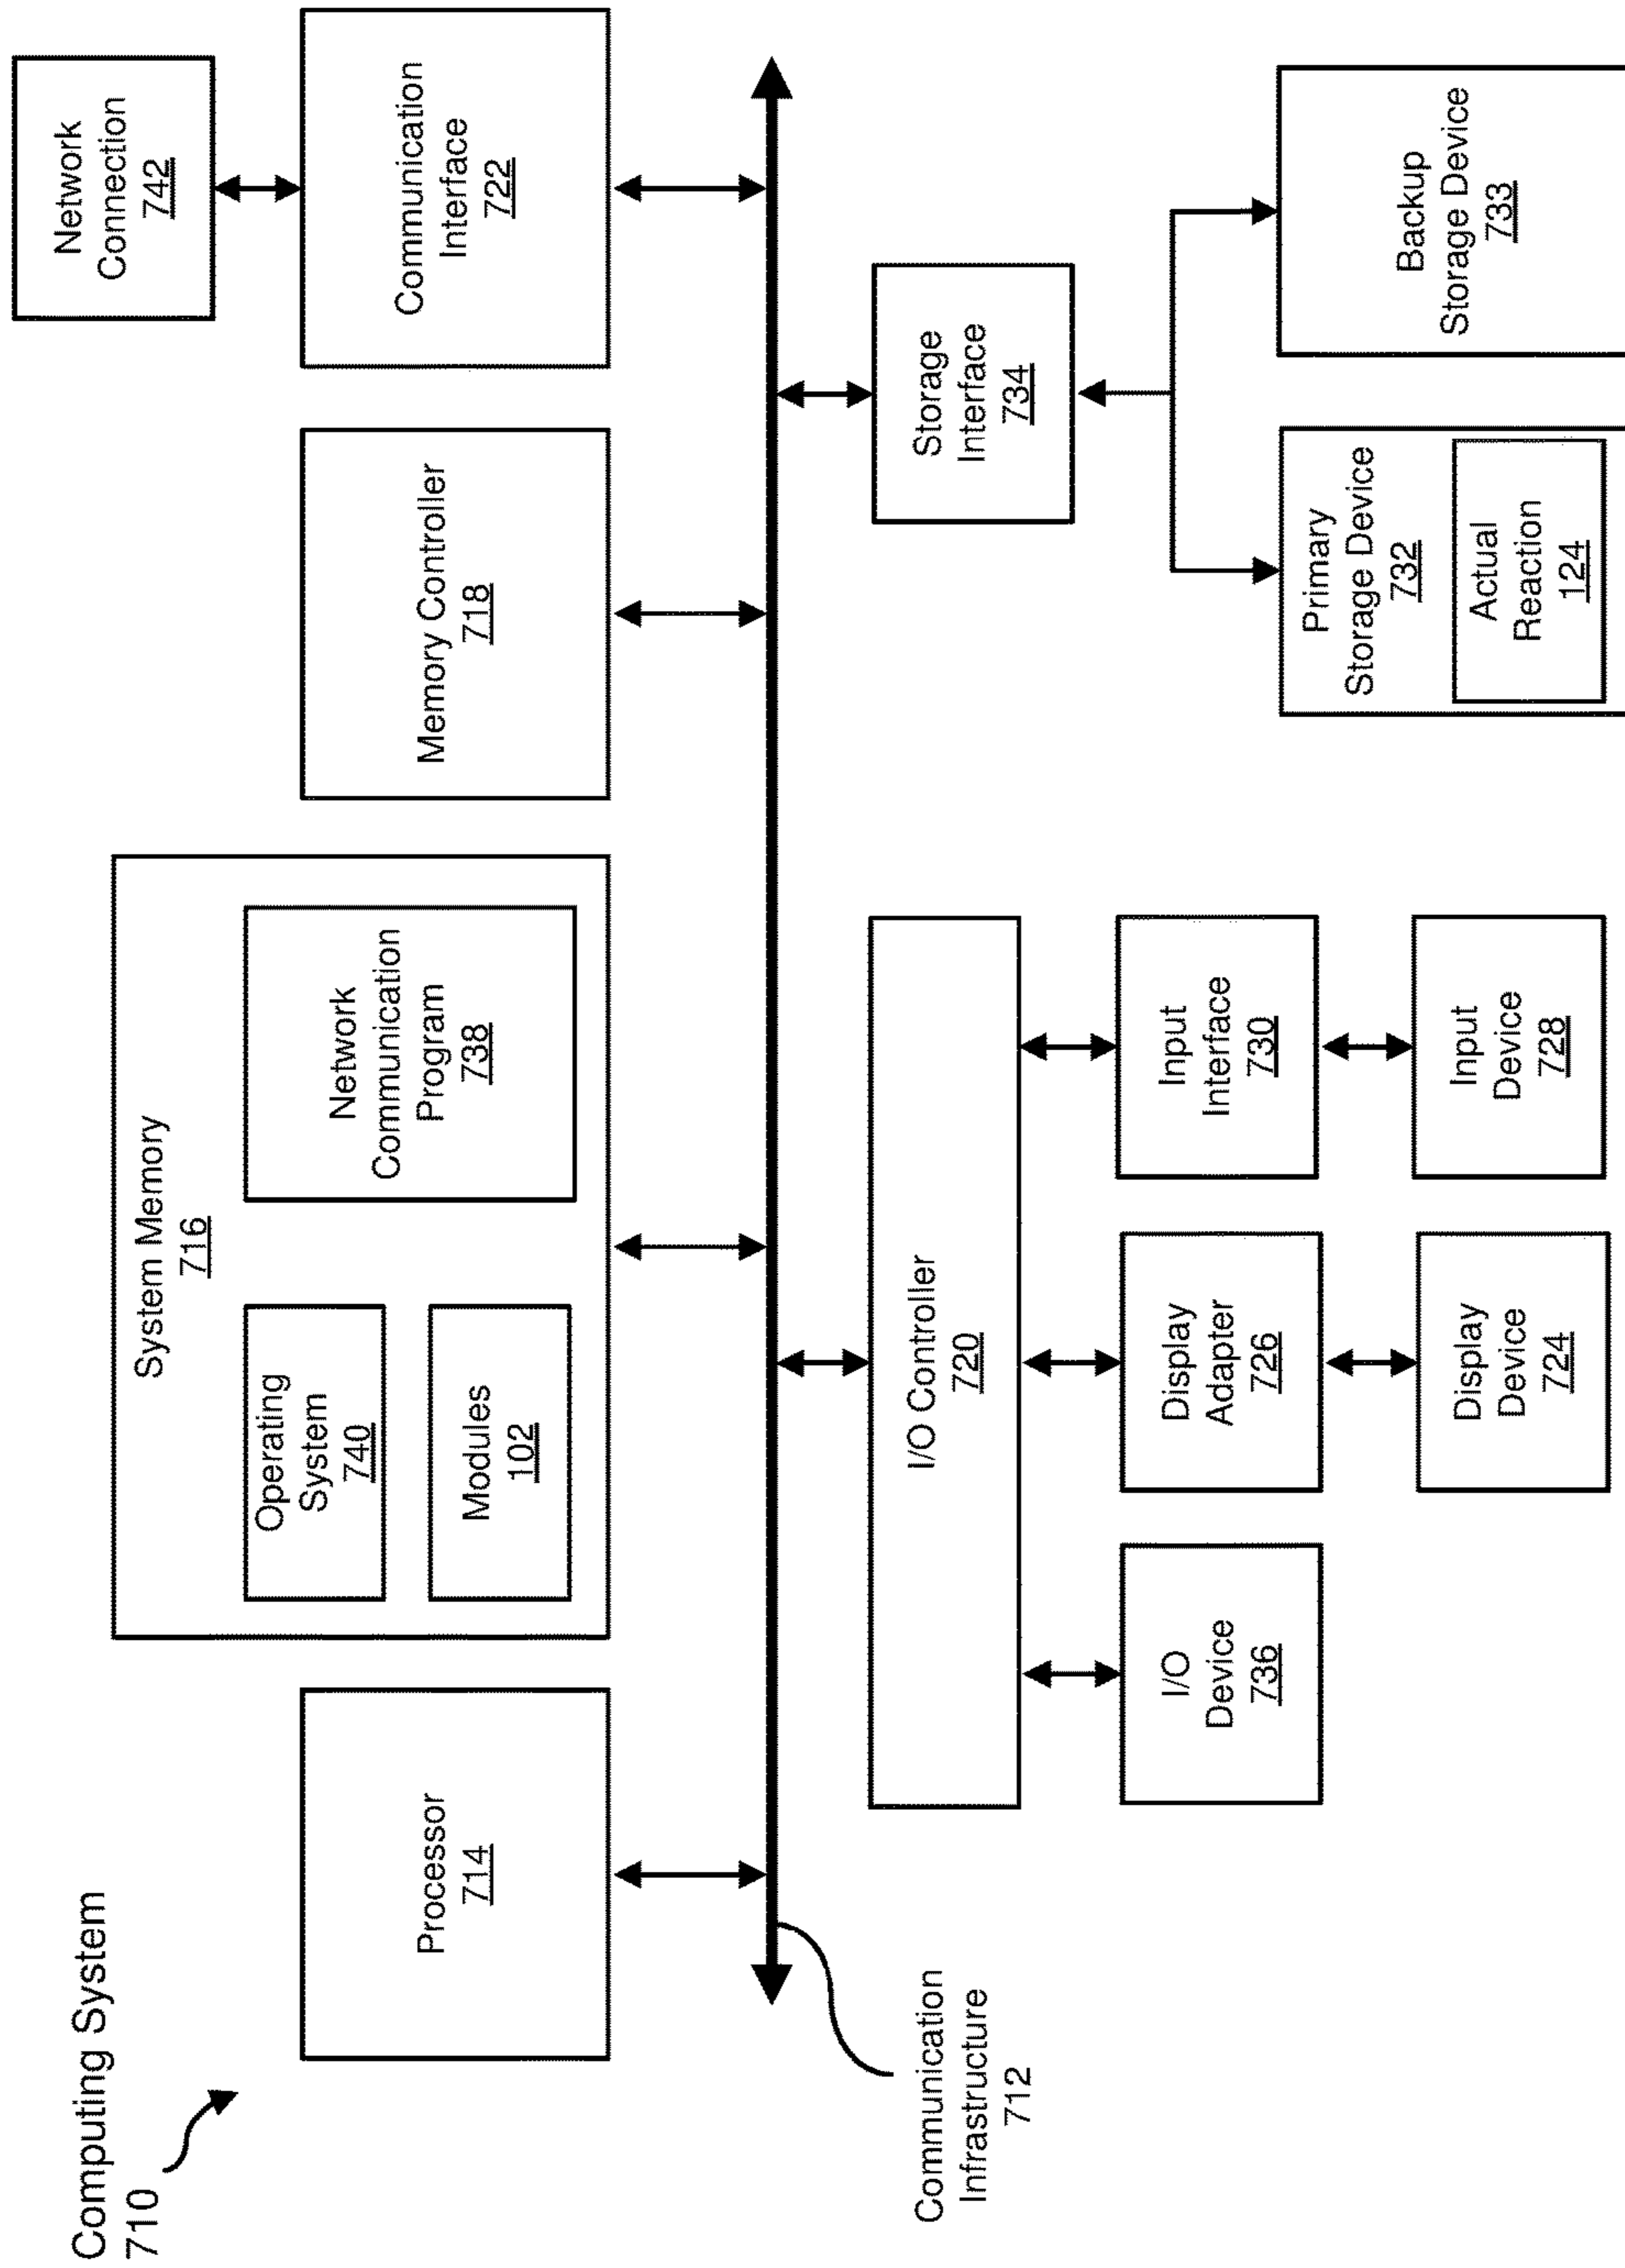 Computing System
710
Processor
714
System Memory
716
Operating
System
740
Modules
102
Network
Communication
Program
738
Memory Controller
718
Communication
Interface
722
Network
Connection
742
Communication
Infrastructure
712
I/O Controller
720
I/O
Device
736
Display
Adapter
726
Input
Interface
730
Display
Device
724
Input
Device
728
Storage
Interface
734
Primary
Storage Device
732
Actual
Reaction
124
Backup
Storage Device
733